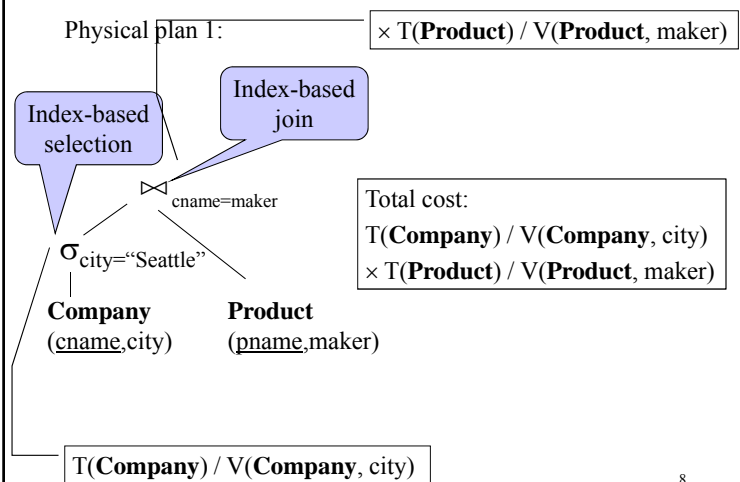 Physical plan 1:
× T(Product) / V(Product, maker)
Index-based
selection
Index-based
join
⋈ cname=maker
Total cost:
T(Company) / V(Company, city)
× T(Product) / V(Product, maker)
σcity=“Seattle”
Company
(cname,city)
Product
(pname,maker)
T(Company) / V(Company, city)
8